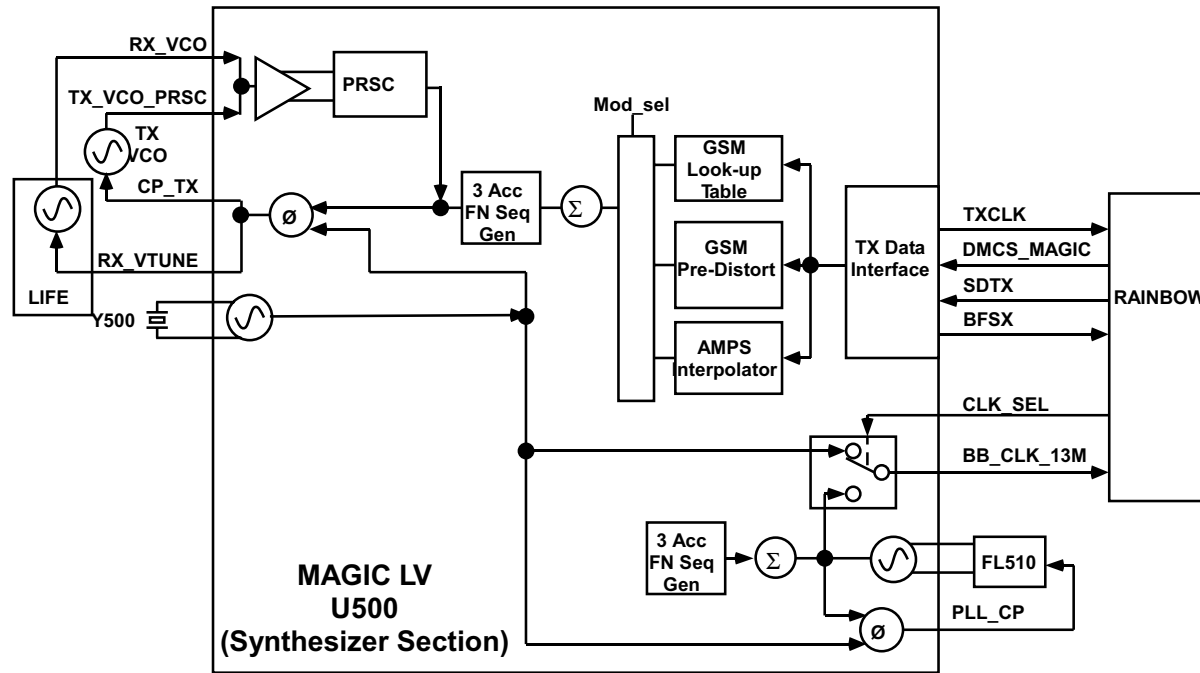 RX_VCO
TX_VCO_PRSC
TX
VCO
CP_TX
RX_VTUNE
LIFE
Y500
PRSC
ø
3 Acc
FN Seq
Gen
Σ
Mod_sel
GSM
Look-up
Table
GSM
Pre-Distort
AMPS
Interpolator
TX Data
Interface
TXCLK
DMCS_MAGIC
SDTX
BFSX
RAINBOW
CLK_SEL
BB_CLK_13M
3 Acc
FN Seq
Gen
Σ
FL510
PLL_CP
ø
MAGIC LV
U500
(Synthesizer Section)